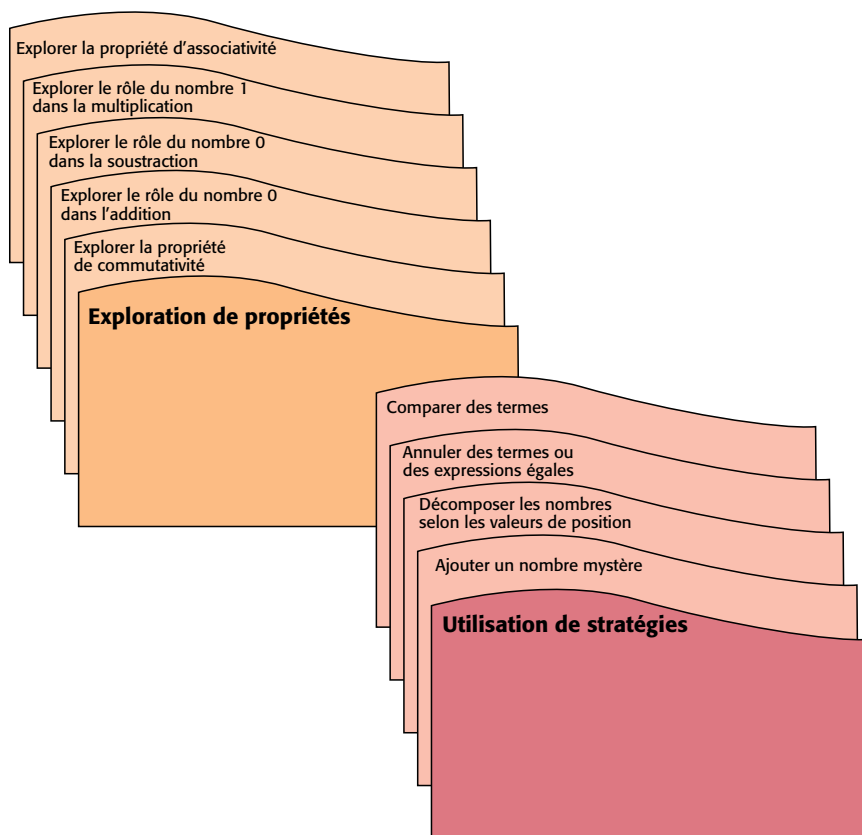 Explorer la propriété d'associativité
Explorer le rôle du nombre 1
dans la multiplication
Explorer le rôle du nombre 0
dans la soustraction
Explorer le rôle du nombre 0
dans l'addition
Explorer la propriété
de commutativité
Exploration de propriétés
Comparer des termes
Annuler des termes ou
des expressions égales
Décomposer les nombres
selon les valeurs de position
Ajouter un nombre mystère
Utilisation de stratégies